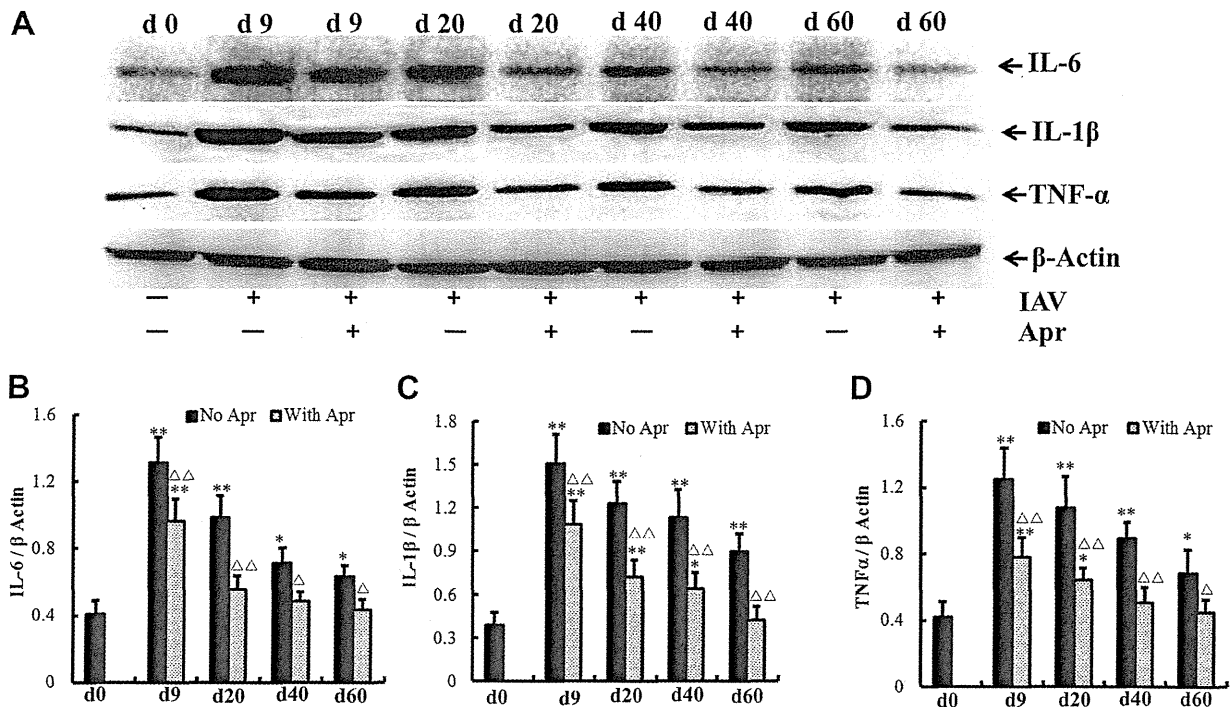 A
d 0 d 9 d 9 d 20 d 20 d 40 d 40 d 60 d 60
←IL-6
←IL-1β
←TNF-α
←β-Actin
— + + + + + + + + IAV
— — + — + — + — + Apr
B
IL-6 / β Actin
1.6
1.2
0.8
0.4
0
No Apr With Apr
** △△ ** ** △△ * △ * △
d0 d9 d20 d40 d60
C
IL-1β / β Actin
1.8
1.5
1.2
0.9
0.6
0.3
0
No Apr With Apr
** △△ ** ** △△ ** ** △△ * ** △△
d0 d9 d20 d40 d60
D
TNFα / β Actin
1.6
1.2
0.8
0.4
0
No Apr With Apr
** △△ ** ** △△ * ** △△ * △
d0 d9 d20 d40 d60